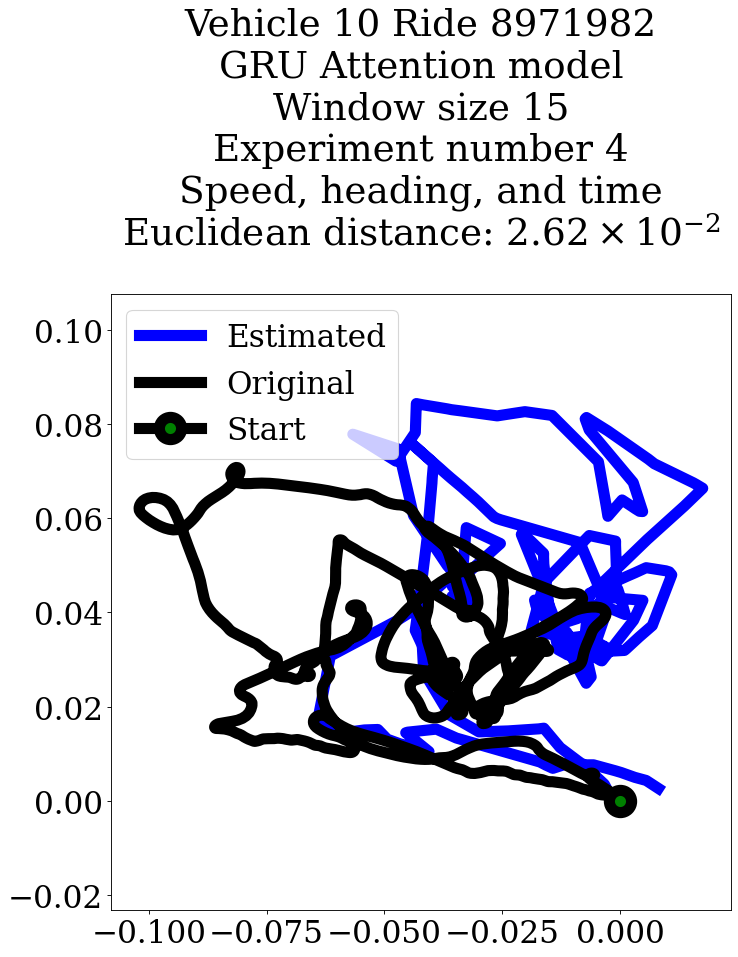 Vehicle 10 Ride 8971982
GRU Attention model
Window size 15
Experiment number 4
Speed, heading, and time
Euclidean distance: 2.62 × 10⁻²
Estimated
Original
Start
0.10
0.08
0.06
0.04
0.02
0.00
−0.02
−0.100 −0.075 −0.050 −0.025 0.000